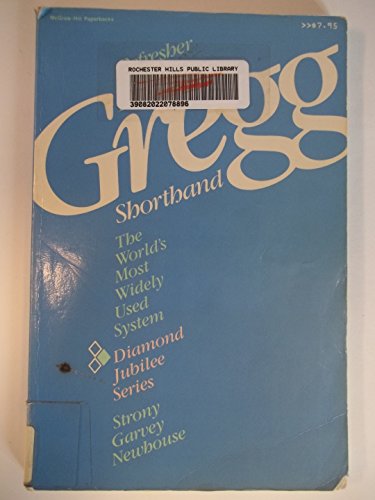 McGraw-Hill Paperbacks
>>$7.95
Refresher
ROCHESTER HILLS PUBLIC LIBRARY
39082022076896
Gregg
Shorthand
The
World's
Most
Widely
Used
System
Diamond
Jubilee
Series
Strony
Garvey
Newhouse